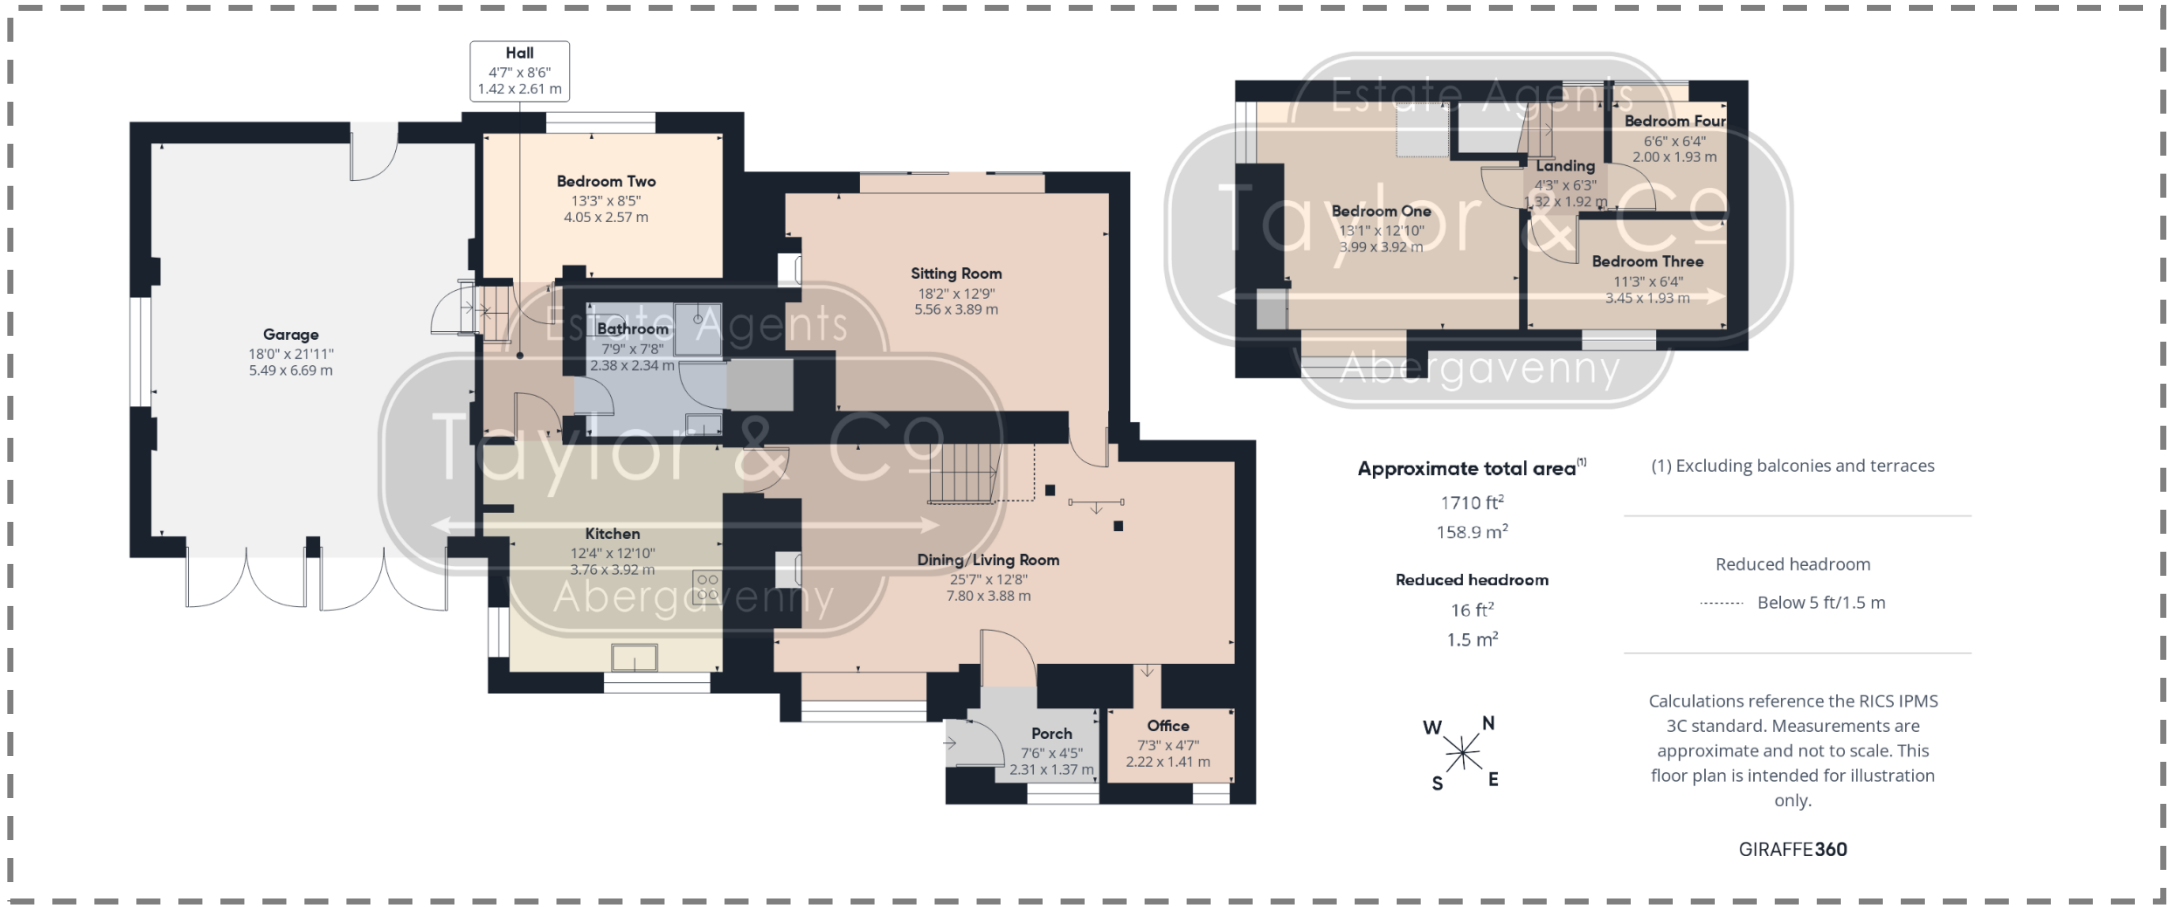 Hall
4'7" x 8'6"
1.42 x 2.61 m
Bedroom Two
13'3" x 8'5"
4.05 x 2.57 m
Garage
18'0" x 21'11"
5.49 x 6.69 m
Bathroom
7'9" x 7'8"
2.38 x 2.34 m
Sitting Room
18'2" x 12'9"
5.56 x 3.89 m
Kitchen
12'4" x 12'10"
3.76 x 3.92 m
Dining/Living Room
25'7" x 12'8"
7.80 x 3.88 m
Porch
7'6" x 4'5"
2.31 x 1.37 m
Office
7'3" x 4'7"
2.22 x 1.41 m
Estate Agents
Taylor & Co
Abergavenny
Bedroom One
13'1" x 12'10"
3.99 x 3.92 m
Landing
4'3" x 6'3"
1.32 x 1.92 m
Bedroom Four
6'6" x 6'4"
2.00 x 1.93 m
Bedroom Three
11'3" x 6'4"
3.45 x 1.93 m
Estate Agents
Taylor & Co
Abergavenny
Approximate total area(1)
1710 ft²
158.9 m²
Reduced headroom
16 ft²
1.5 m²
W N
S E
(1) Excluding balconies and terraces
Reduced headroom
Below 5 ft/1.5 m
Calculations reference the RICS IPMS
3C standard. Measurements are
approximate and not to scale. This
floor plan is intended for illustration
only.
GIRAFFE360